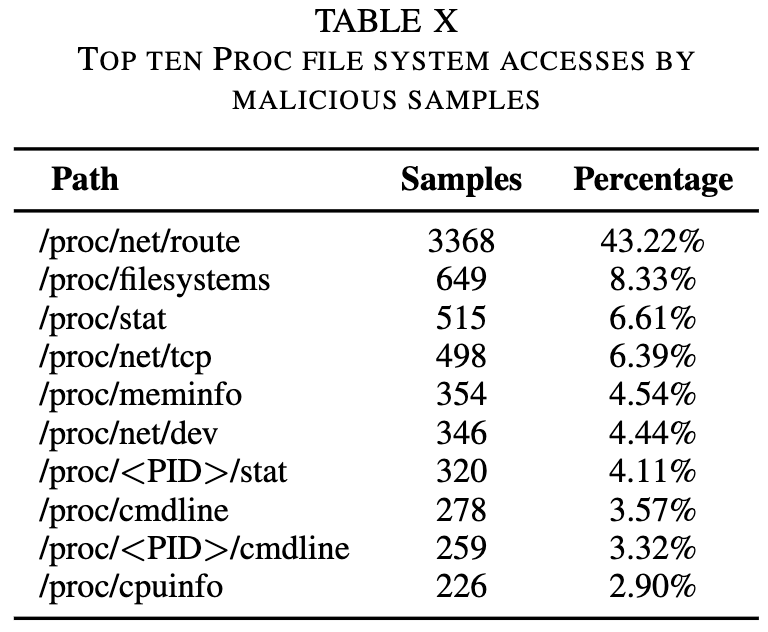 TABLE X
TOP TEN PROC FILE SYSTEM ACCESSES BY
MALICIOUS SAMPLES
Path Samples Percentage
/proc/net/route 3368 43.22%
/proc/filesystems 649 8.33%
/proc/stat 515 6.61%
/proc/net/tcp 498 6.39%
/proc/meminfo 354 4.54%
/proc/net/dev 346 4.44%
/proc/<PID>/stat 320 4.11%
/proc/cmdline 278 3.57%
/proc/<PID>/cmdline 259 3.32%
/proc/cpuinfo 226 2.90%